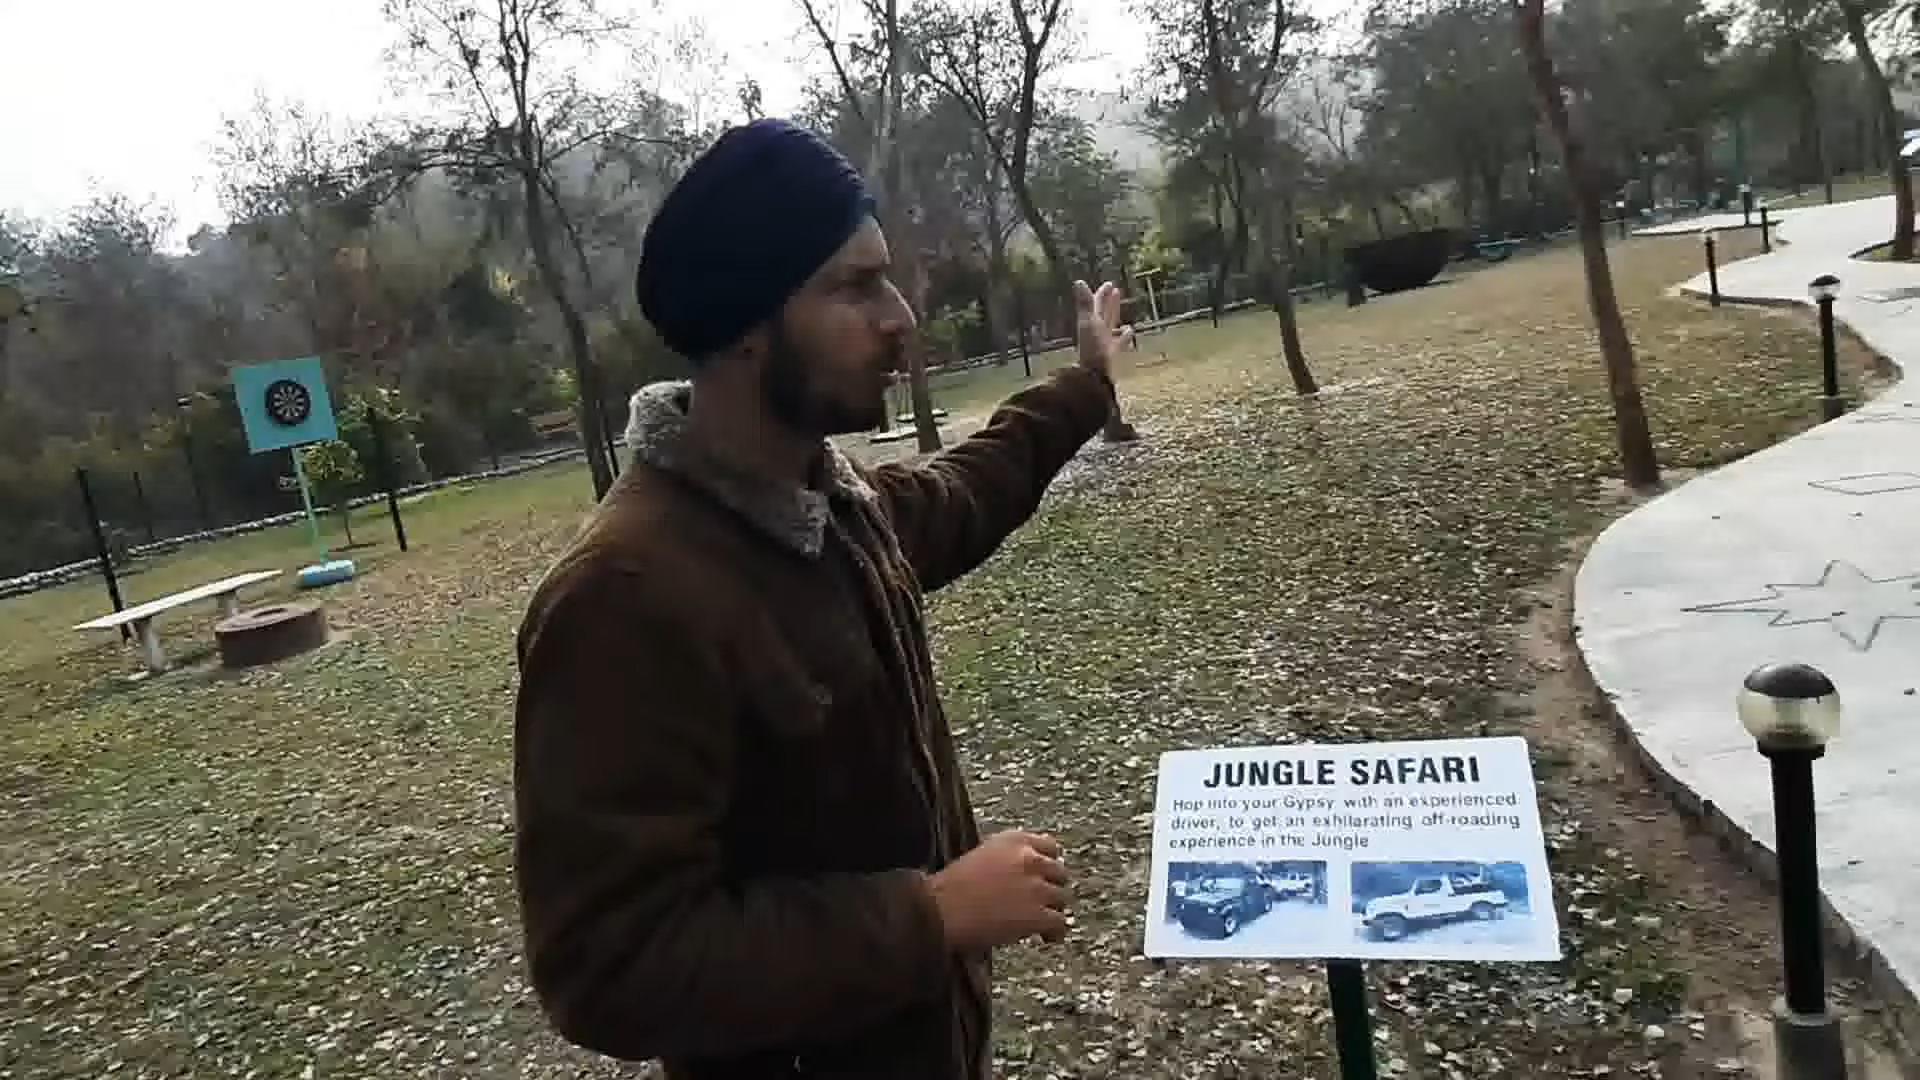 JUNGLE SAFARI
Hop into your Gypsy with an experienced
driver, to get an exhilarating off-roading
experience in the Jungle